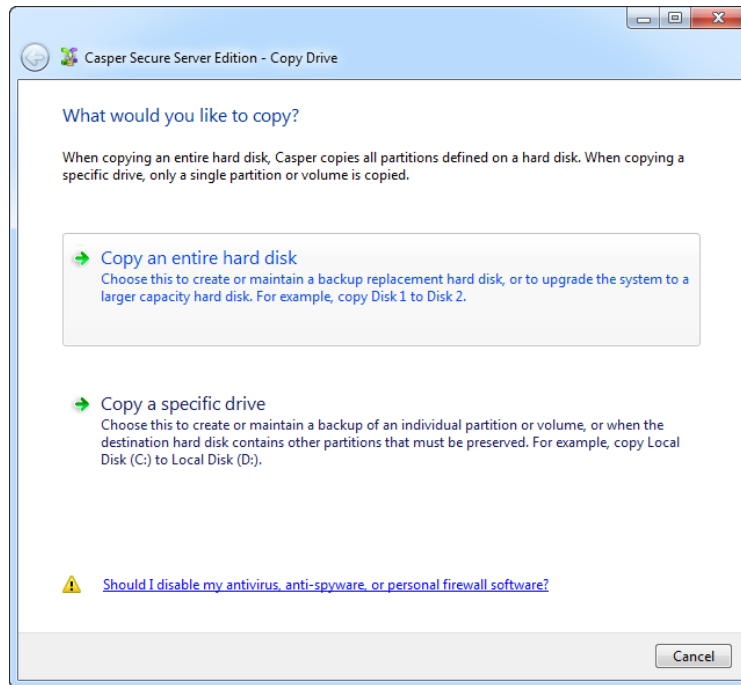 Casper Secure Server Edition - Copy Drive
What would you like to copy?
When copying an entire hard disk, Casper copies all partitions defined on a hard disk. When copying a
specific drive, only a single partition or volume is copied.
Copy an entire hard disk
Choose this to create or maintain a backup replacement hard disk, or to upgrade the system to a
larger capacity hard disk. For example, copy Disk 1 to Disk 2.
Copy a specific drive
Choose this to create or maintain a backup of an individual partition or volume, or when the
destination hard disk contains other partitions that must be preserved. For example, copy Local
Disk (C:) to Local Disk (D:).
Should I disable my antivirus, anti-spyware, or personal firewall software?
Cancel